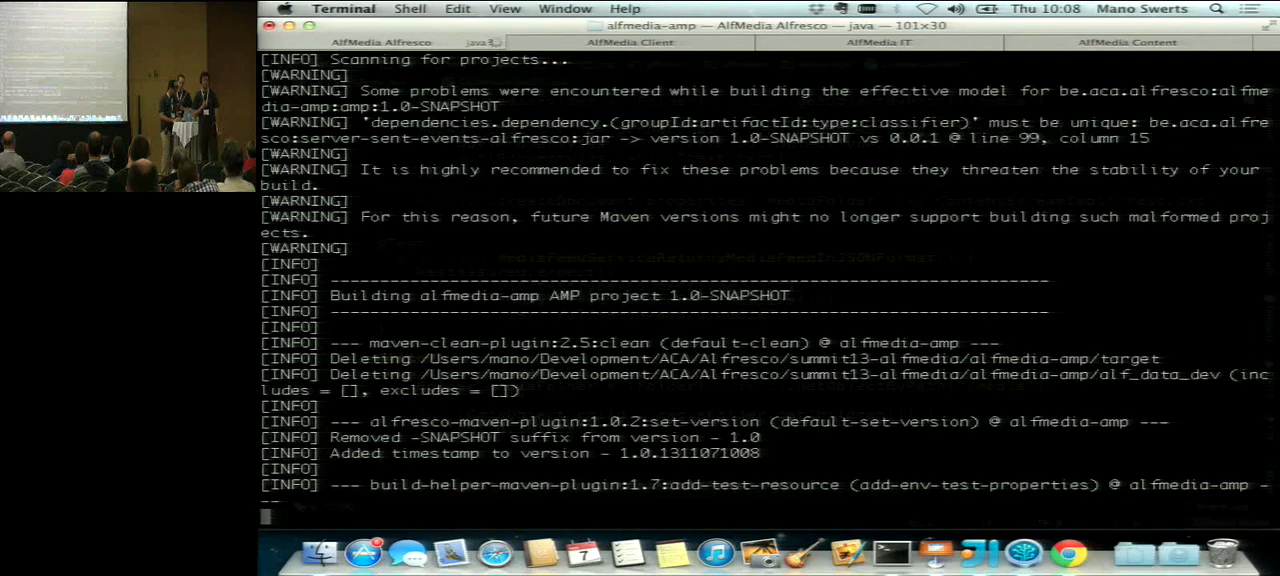 Terminal Shell Edit View Window Help Thu 10:08 Mano Swerts
alfmedia-amp — AlfMedia Alfresco — java — 101×30
AlfMedia Alfresco java AlfMedia Client AlfMedia IT AlfMedia Content
[INFO] Scanning for projects...
[WARNING]
[WARNING] Some problems were encountered while building the effective model for be.aca.alfresco:alfme
dia-amp:amp:1.0-SNAPSHOT
[WARNING] 'dependencies.dependency.(groupId:artifactId:type:classifier)' must be unique: be.aca.alfre
sco:server-sent-events-alfresco:jar -> version 1.0-SNAPSHOT vs 0.0.1 @ line 99, column 15
[WARNING]
[WARNING] It is highly recommended to fix these problems because they threaten the stability of your
build.
[WARNING]
[WARNING] For this reason, future Maven versions might no longer support building such malformed proj
ects.
[WARNING]
[INFO]
[INFO] ------------------------------------------------------------------------
[INFO] Building alfmedia-amp AMP project 1.0-SNAPSHOT
[INFO] ------------------------------------------------------------------------
[INFO]
[INFO] --- maven-clean-plugin:2.5:clean (default-clean) @ alfmedia-amp ---
[INFO] Deleting /Users/mano/Development/ACA/Alfresco/summit13-alfmedia/alfmedia-amp/target
[INFO] Deleting /Users/mano/Development/ACA/Alfresco/summit13-alfmedia/alfmedia-amp/alf_data_dev (inc
ludes = [], excludes = [])
[INFO]
[INFO] --- alfresco-maven-plugin:1.0.2:set-version (default-set-version) @ alfmedia-amp ---
[INFO] Removed -SNAPSHOT suffix from version - 1.0
[INFO] Added timestamp to version - 1.0.1311071008
[INFO]
[INFO] --- build-helper-maven-plugin:1.7:add-test-resource (add-env-test-properties) @ alfmedia-amp -
--